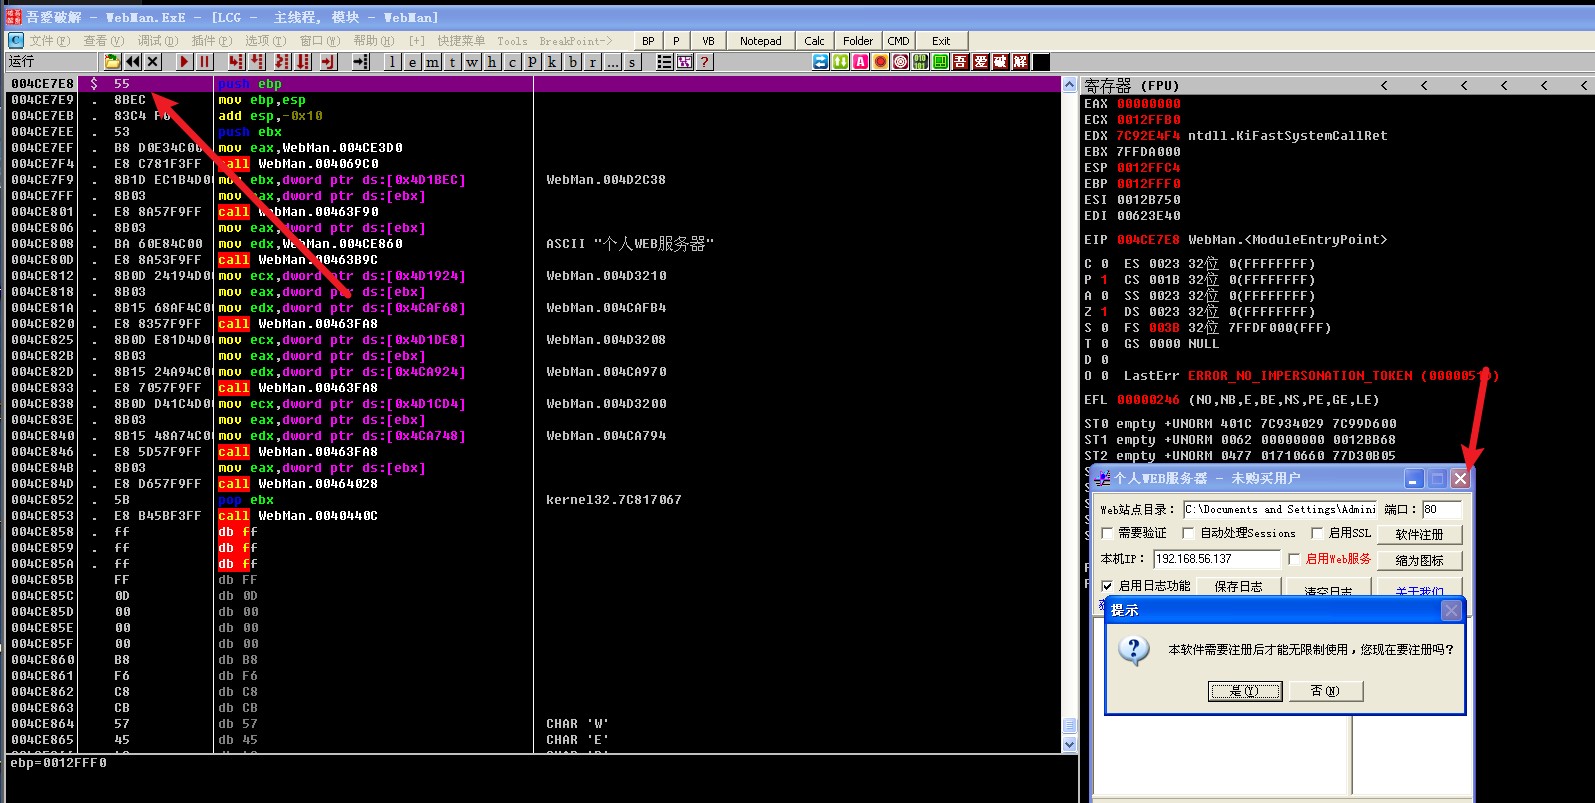 吾爱破解 - WebMan.ExE - [LCG - 主线程, 模块 - WebMan]
C 文件(F) 查看(V) 调试(D) 插件(P) 选项(T) 窗口(W) 帮助(H) [+] 快捷菜单 Tools BreakPoint-> BP P VB Notepad Calc Folder CMD Exit
运行 l e m t w h c P k b r ... s ? 吾 爱 破 解
004CE7E8 $ 55 push ebp
004CE7E9 . 8BEC mov ebp,esp
004CE7EB . 83C4 F0 add esp,-0x10
004CE7EE . 53 push ebx
004CE7EF . B8 D0E34C00 mov eax,WebMan.004CE3D0
004CE7F4 . E8 C781F3FF call WebMan.004069C0
004CE7F9 . 8B1D EC1B4D0 mov ebx,dword ptr ds:[0x4D1BEC] WebMan.004D2C38
004CE7FF . 8B03 mov eax,dword ptr ds:[ebx]
004CE801 . E8 8A57F9FF call WebMan.00463F90
004CE806 . 8B03 mov eax,dword ptr ds:[ebx]
004CE808 . BA 60E84C00 mov edx,WebMan.004CE860 ASCII "个人WEB服务器"
004CE80D . E8 8A53F9FF call WebMan.00463B9C
004CE812 . 8B0D 24194D0 mov ecx,dword ptr ds:[0x4D1924] WebMan.004D3210
004CE818 . 8B03 mov eax,dword ptr ds:[ebx]
004CE81A . 8B15 68AF4C0 mov edx,dword ptr ds:[0x4CAF68] WebMan.004CAFB4
004CE820 . E8 8357F9FF call WebMan.00463FA8
004CE825 . 8B0D E81D4D0 mov ecx,dword ptr ds:[0x4D1DE8] WebMan.004D3208
004CE82B . 8B03 mov eax,dword ptr ds:[ebx]
004CE82D . 8B15 24A94C0 mov edx,dword ptr ds:[0x4CA924] WebMan.004CA970
004CE833 . E8 7057F9FF call WebMan.00463FA8
004CE838 . 8B0D D41C4D0 mov ecx,dword ptr ds:[0x4D1CD4] WebMan.004D3200
004CE83E . 8B03 mov eax,dword ptr ds:[ebx]
004CE840 . 8B15 48A74C0 mov edx,dword ptr ds:[0x4CA748] WebMan.004CA794
004CE846 . E8 5D57F9FF call WebMan.00463FA8
004CE84B . 8B03 mov eax,dword ptr ds:[ebx]
004CE84D . E8 D657F9FF call WebMan.00464028
004CE852 . 5B pop ebx kernel32.7C817067
004CE853 . E8 B45BF3FF call WebMan.0040440C
004CE858 . ff db ff
004CE859 . ff db ff
004CE85A . ff db ff
004CE85B FF db FF
004CE85C 0D db 0D
004CE85D 00 db 00
004CE85E 00 db 00
004CE85F 00 db 00
004CE860 B8 db B8
004CE861 F6 db F6
004CE862 C8 db C8
004CE863 CB db CB
004CE864 57 db 57 CHAR 'W'
004CE865 45 db 45 CHAR 'E'
ebp=0012FFF0
寄存器 (FPU) < < < < < <
EAX 00000000
ECX 0012FFB0
EDX 7C92E4F4 ntdll.KiFastSystemCallRet
EBX 7FFDA000
ESP 0012FFC4
EBP 0012FFF0
ESI 0012B750
EDI 00623E40
EIP 004CE7E8 WebMan.<ModuleEntryPoint>
C 0 ES 0023 32位 0(FFFFFFFF)
P 1 CS 001B 32位 0(FFFFFFFF)
A 0 SS 0023 32位 0(FFFFFFFF)
Z 1 DS 0023 32位 0(FFFFFFFF)
S 0 FS 003B 32位 7FFDF000(FFF)
T 0 GS 0000 NULL
D 0
O 0 LastErr ERROR_NO_IMPERSONATION_TOKEN
EFL 00000246 (NO,NB,E,BE,NS,PE,GE,LE)
ST0 empty +UNORM 401C 7C934029 7C99D600
ST1 empty +UNORM 0062 00000000 0012BB68
ST2 empty +UNORM 0477 01710660 77D30B05
个人WEB服务器 - 未购买用户
Web站点目录: C:\Documents and Settings\Admini 端口: 80
需要验证 自动处理Sessions 启用SSL 软件注册
本机IP: 192.168.56.137 启用Web服务 缩为图标
启用日志功能 保存日志 清空日志 关于我们
提示
本软件需要注册后才能无限制使用，您现在要注册吗?
是(Y) 否(N)